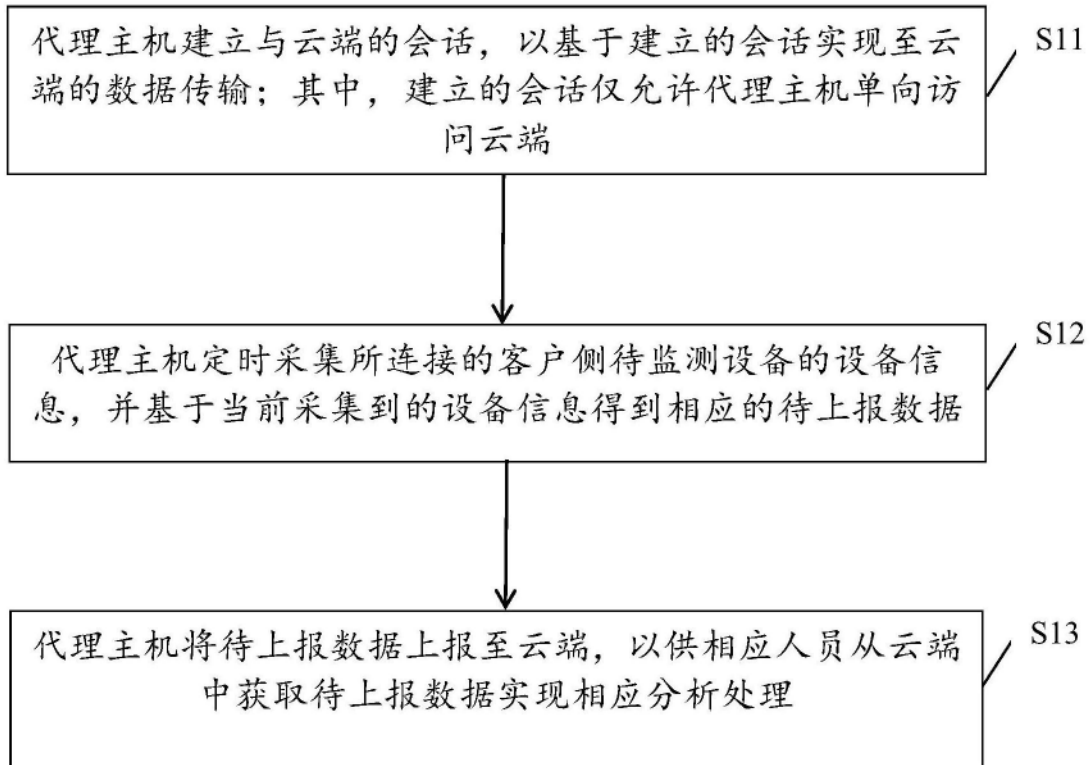 代理主机建立与云端的会话，以基于建立的会话实现至云
端的数据传输；其中，建立的会话仅允许代理主机单向访
问云端
S11
代理主机定时采集所连接的客户侧待监测设备的设备信
息，并基于当前采集到的设备信息得到相应的待上报数据
S12
代理主机将待上报数据上报至云端，以供相应人员从云端
中获取待上报数据实现相应分析处理
S13